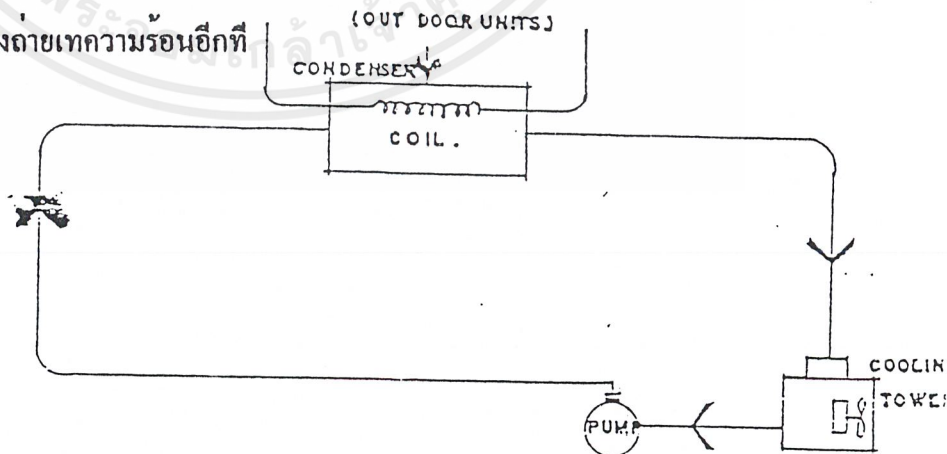 (OUT DOOR UNITS)
งถ่ายเทความร้อนอีกที
CONDENSER
COIL.
COOLIN
TOWE
PUMP